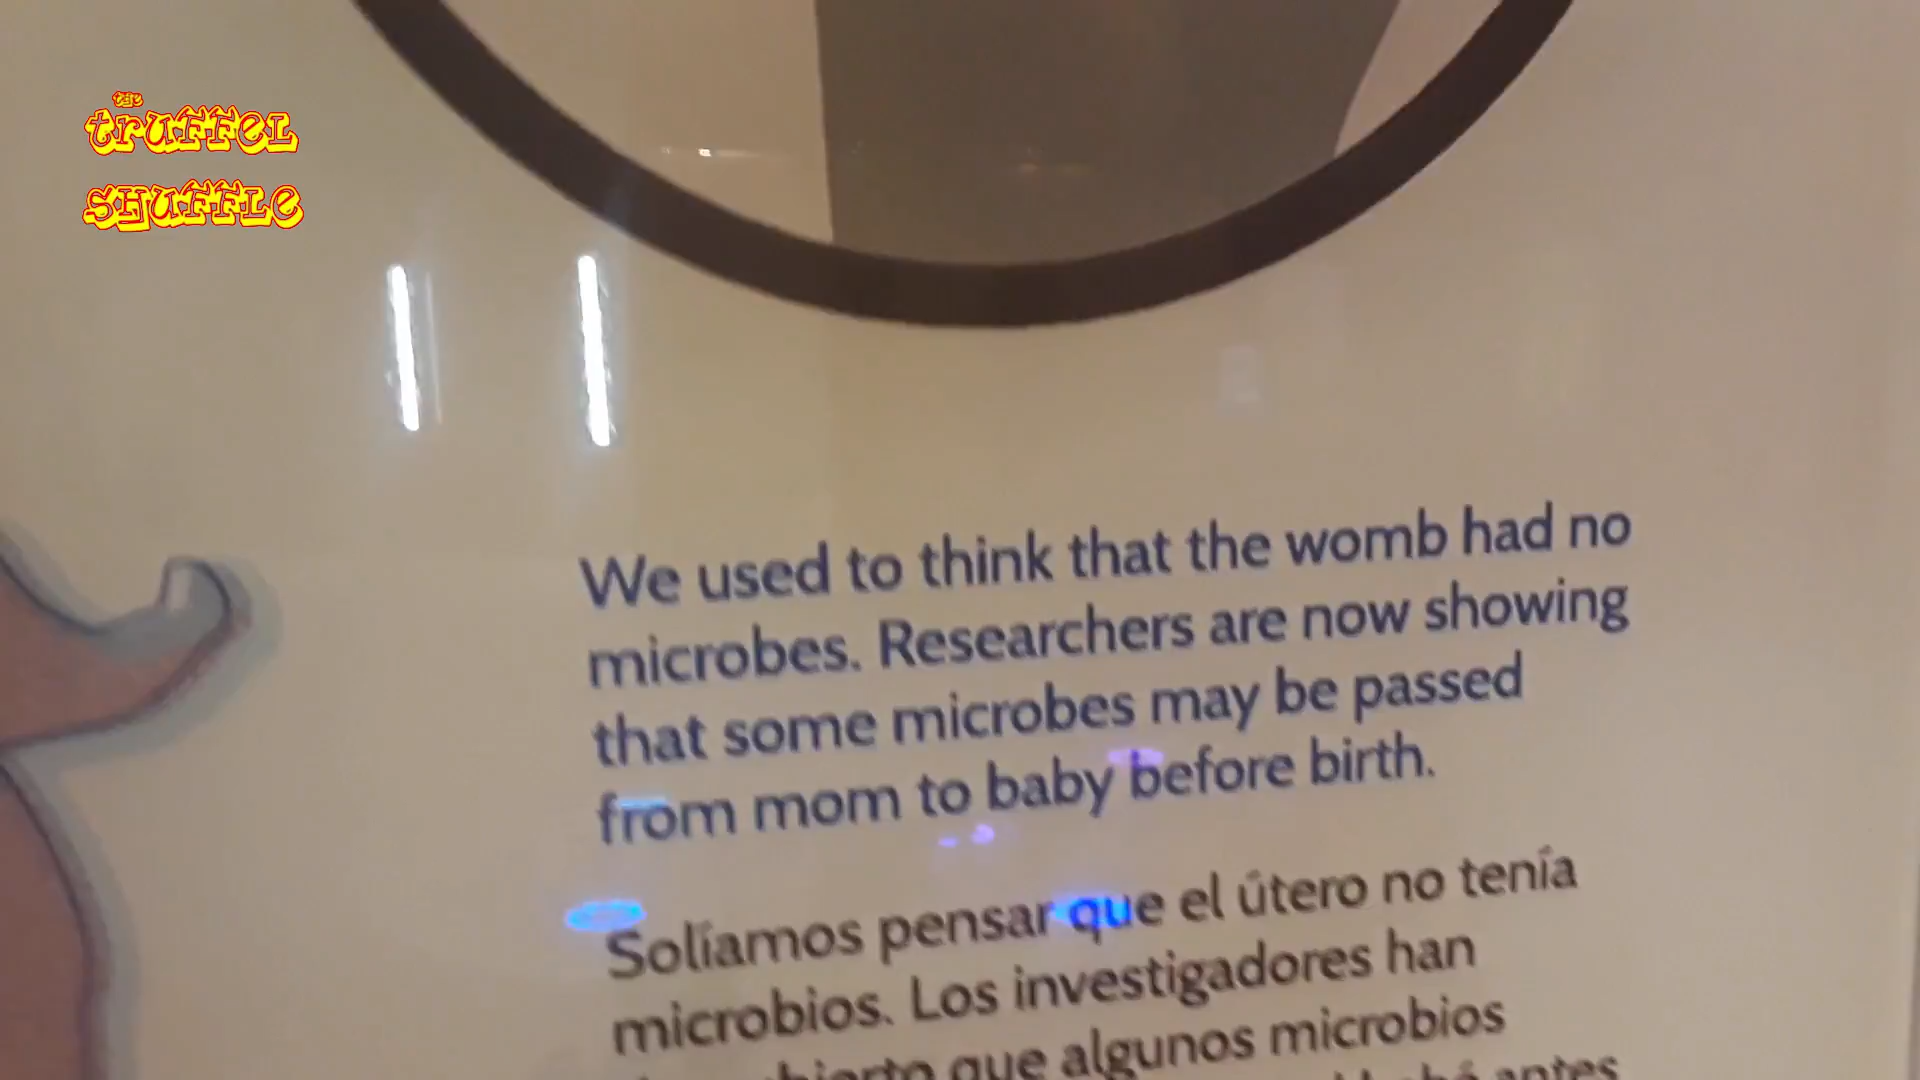 the
truffel
shuffle
We used to think that the womb had no
microbes. Researchers are now showing
that some microbes may be passed
from mom to baby before birth.
Solíamos pensar que el útero no tenía
microbios. Los investigadores han
que algunos microbios
antes